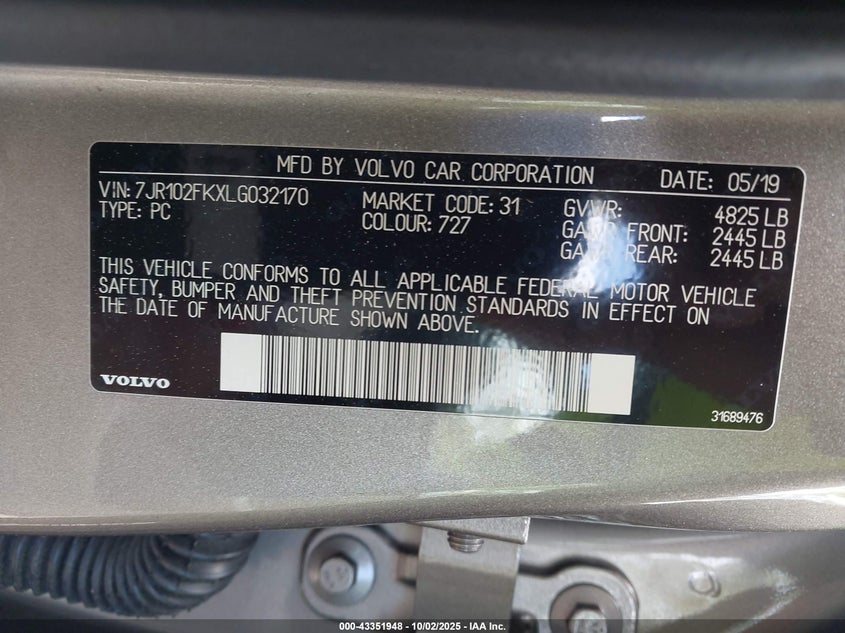 MFD BY VOLVO CAR CORPORATION DATE: 05/19
VIN: 7JR102FKXLG032170 MARKET CODE: 31 GVWR: 4825 LB
TYPE: PC COLOUR: 727 GAWR FRONT: 2445 LB
GAWR REAR: 2445 LB
THIS VEHICLE CONFORMS TO ALL APPLICABLE FEDERAL MOTOR VEHICLE
SAFETY, BUMPER AND THEFT PREVENTION STANDARDS IN EFFECT ON
THE DATE OF MANUFACTURE SHOWN ABOVE.
VOLVO
31689476
000-43351948 - 10/02/2025 - IAA Inc.